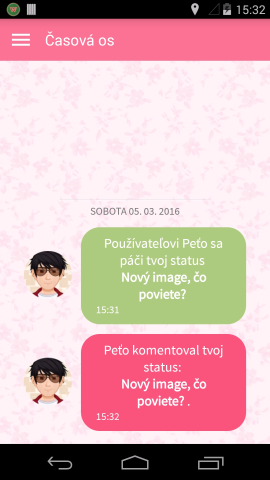 15:32
Časová os
SOBOTA 05. 03. 2016
Používateľovi Peťo sa
páči tvoj status
Nový image, čo
poviete?
15:31
Peťo komentoval tvoj
status:
Nový image, čo
poviete? .
15:32